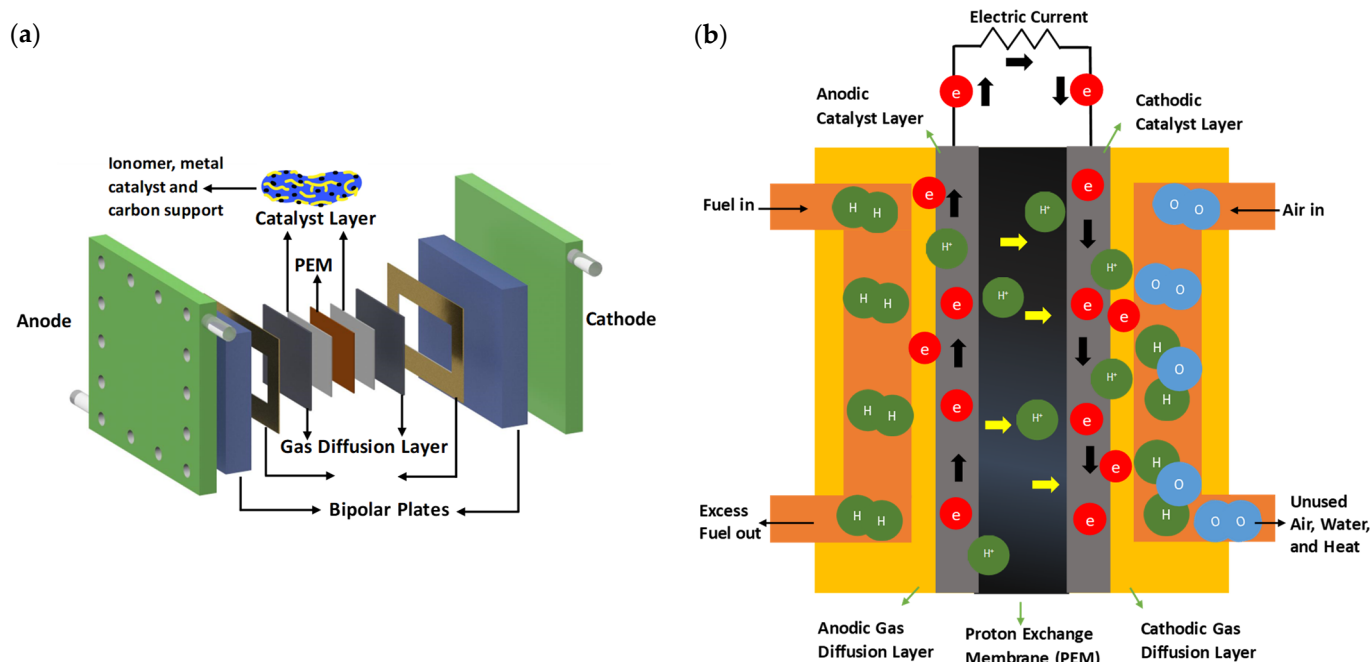 (a)
Ionomer, metal
catalyst and
carbon support
Catalyst Layer
PEM
Anode
Cathode
Gas Diffusion Layer
Bipolar Plates
(b)
Electric Current
e
e
Anodic
Catalyst Layer
Cathodic
Catalyst Layer
Fuel in
H H
e
H⁺
e
O O
Air in
H⁺
H⁺
H H
e
H⁺
e
e
O O
e
H
O
H
H⁺
H H
e
H⁺
e
e
H
O
H
Excess
Fuel out
H H
e
e
O O
Unused
Air, Water,
and Heat
H⁺
Anodic Gas
Diffusion Layer
Proton Exchange
Membrane (PEM)
Cathodic Gas
Diffusion Layer